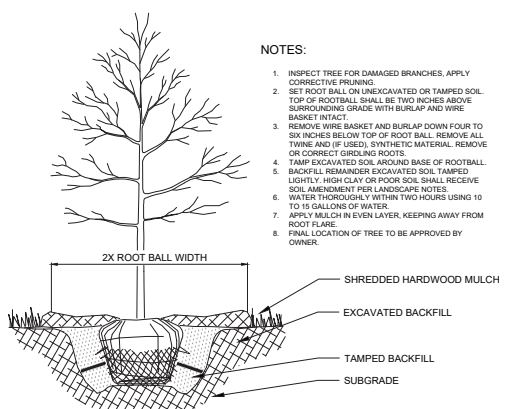 NOTES:
1. INSPECT TREE FOR DAMAGED BRANCHES, APPLY
CORRECTIVE PRUNING.
2. SET ROOT BALL ON UNEXCAVATED OR TAMPED SOIL.
TOP OF ROOTBALL SHALL BE TWO INCHES ABOVE
SURROUNDING GRADE WITH BURLAP AND WIRE
BASKET INTACT.
3. REMOVE WIRE BASKET AND BURLAP DOWN FOUR TO
SIX INCHES BELOW TOP OF ROOT BALL. REMOVE ALL
TWINE AND (IF USED), SYNTHETIC MATERIAL. REMOVE
OR CORRECT GIRDLING ROOTS.
4. TAMP EXCAVATED SOIL AROUND BASE OF ROOTBALL.
5. BACKFILL REMAINDER EXCAVATED SOIL TAMPED
LIGHTLY. HIGH CLAY OR POOR SOIL SHALL RECEIVE
SOIL AMENDMENT PER LANDSCAPE NOTES.
6. WATER THOROUGHLY WITHIN TWO HOURS USING 10
TO 15 GALLONS OF WATER.
7. APPLY MULCH IN EVEN LAYER, KEEPING AWAY FROM
ROOT FLARE.
8. FINAL LOCATION OF TREE TO BE APPROVED BY
OWNER.
2X ROOT BALL WIDTH
SHREDDED HARDWOOD MULCH
EXCAVATED BACKFILL
TAMPED BACKFILL
SUBGRADE